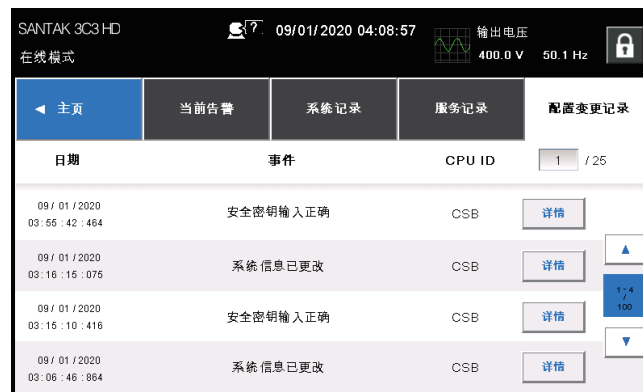 SANTAK 3C3 HD
?
09/01/2020 04:08:57
输出电压
在线模式
400.0 V 50.1 Hz
◄ 主页
当前告警
系统记录
服务记录
配置变更记录
日期
事件
CPU ID
1 / 25
09 / 01 / 2020
03 : 55 : 42 : 464
安全密钥输入正确
CSB
详情
09 / 01 / 2020
03 : 16 : 15 : 075
系统信息已更改
CSB
详情
▲
1 - 4
/
100
09 / 01 / 2020
03 : 15 : 10 : 416
安全密钥输入正确
CSB
详情
▼
09 / 01 / 2020
03 : 06 : 46 : 864
系统信息已更改
CSB
详情